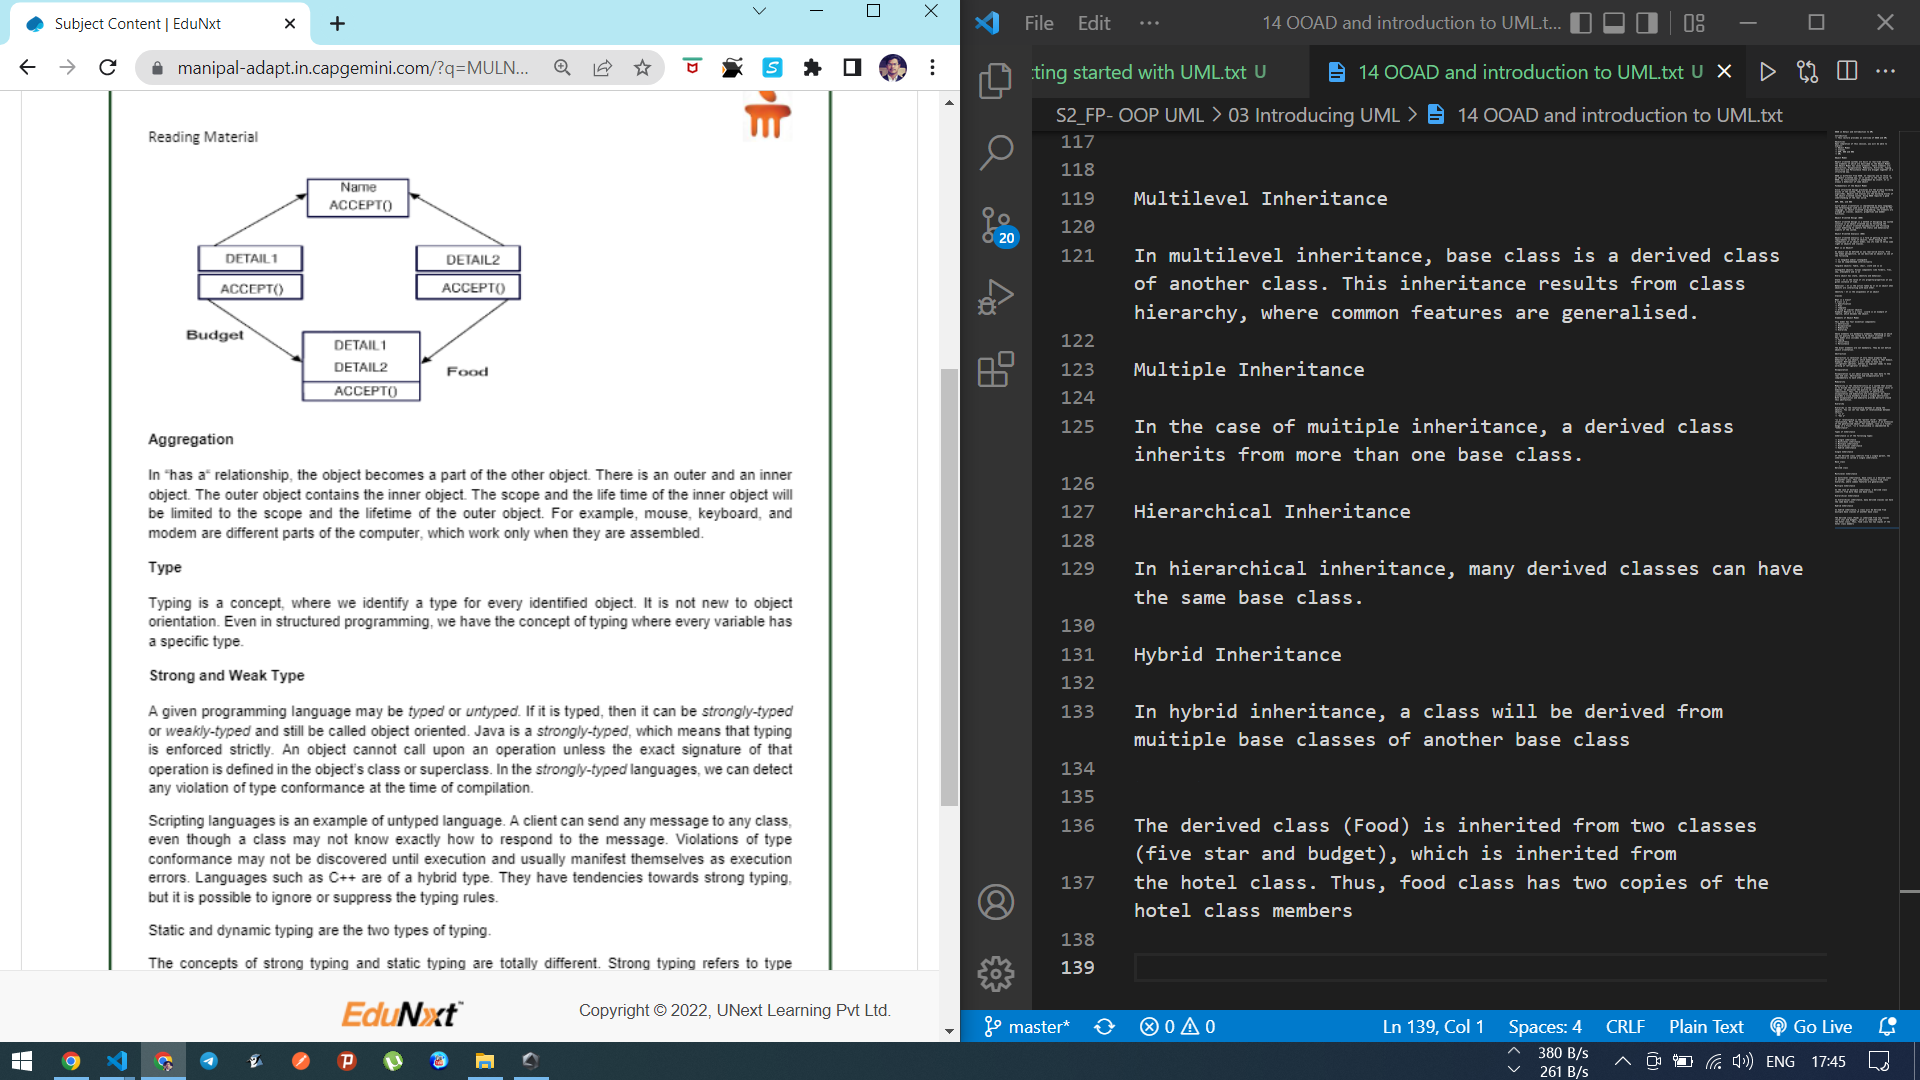 Subject Content | EduNxt
manipal-adapt.in.capgemini.com/?q=MULN...
Reading Material
Name
ACCEPT()
DETAIL1
ACCEPT()
DETAIL2
ACCEPT()
Budget
DETAIL1
DETAIL2
ACCEPT()
Food
Aggregation
In "has a" relationship, the object becomes a part of the other object. There is an outer and an inner
object. The outer object contains the inner object. The scope and the life time of the inner object will
be limited to the scope and the lifetime of the outer object. For example, mouse, keyboard, and
modem are different parts of the computer, which work only when they are assembled.
Type
Typing is a concept, where we identify a type for every identified object. It is not new to object
orientation. Even in structured programming, we have the concept of typing where every variable has
a specific type.
Strong and Weak Type
A given programming language may be typed or untyped. If it is typed, then it can be strongly-typed
or weakly-typed and still be called object oriented. Java is a strongly-typed, which means that typing
is enforced strictly. An object cannot call upon an operation unless the exact signature of that
operation is defined in the object's class or superclass. In the strongly-typed languages, we can detect
any violation of type conformance at the time of compilation.
Scripting languages is an example of untyped language. A client can send any message to any class,
even though a class may not know exactly how to respond to the message. Violations of type
conformance may not be discovered until execution and usually manifest themselves as execution
errors. Languages such as C++ are of a hybrid type. They have tendencies towards strong typing,
but it is possible to ignore or suppress the typing rules.
Static and dynamic typing are the two types of typing.
The concepts of strong typing and static typing are totally different. Strong typing refers to type
EduNxt™
Copyright © 2022, UNext Learning Pvt Ltd.
File Edit ··· 14 OOAD and introduction to UML.t...
tting started with UML.txt U
14 OOAD and introduction to UML.txt U
S2_FP- OOP UML > 03 Introducing UML > 14 OOAD and introduction to UML.txt
117
118
119 Multilevel Inheritance
120
121 In multilevel inheritance, base class is a derived class
of another class. This inheritance results from class
hierarchy, where common features are generalised.
122
123 Multiple Inheritance
124
125 In the case of muitiple inheritance, a derived class
inherits from more than one base class.
126
127 Hierarchical Inheritance
128
129 In hierarchical inheritance, many derived classes can have
the same base class.
130
131 Hybrid Inheritance
132
133 In hybrid inheritance, a class will be derived from
muitiple base classes of another base class
134
135
136 The derived class (Food) is inherited from two classes
(five star and budget), which is inherited from
137 the hotel class. Thus, food class has two copies of the
hotel class members
138
139
20
master* 0 0 Ln 139, Col 1 Spaces: 4 CRLF Plain Text Go Live
380 B/s
261 B/s
ENG 17:45